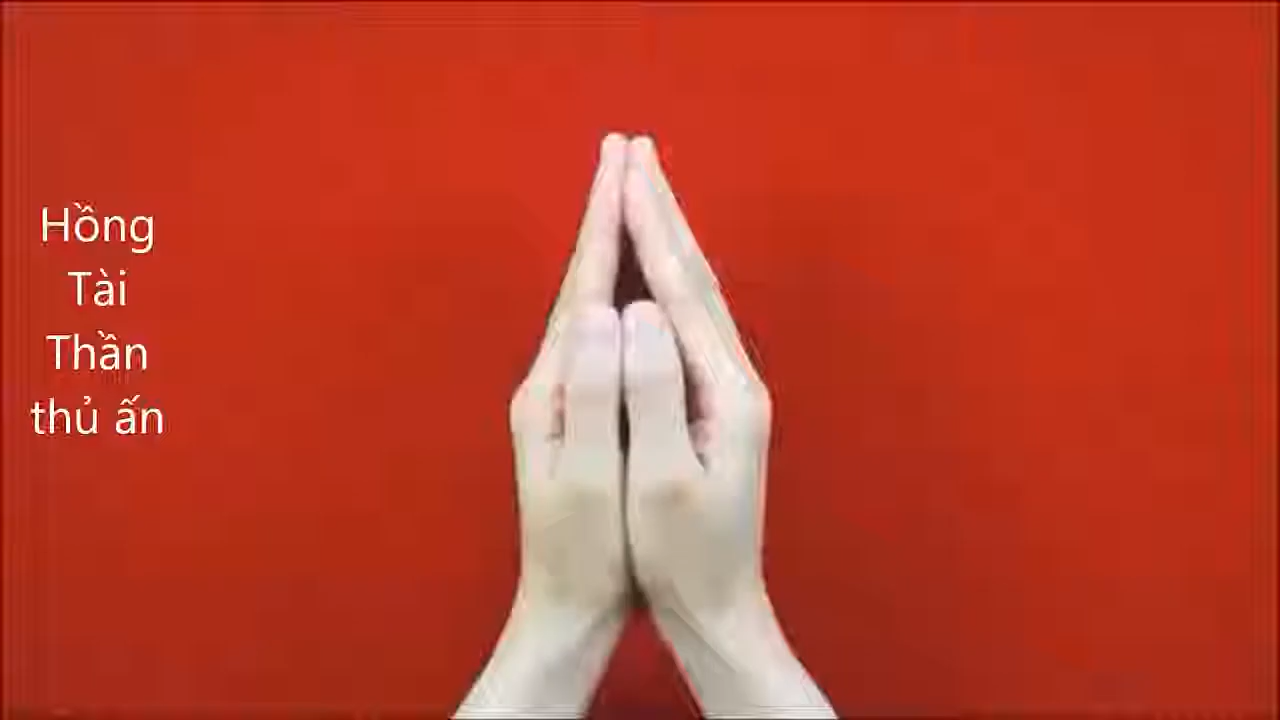 Hồng
Tài
Thần
thủ ấn